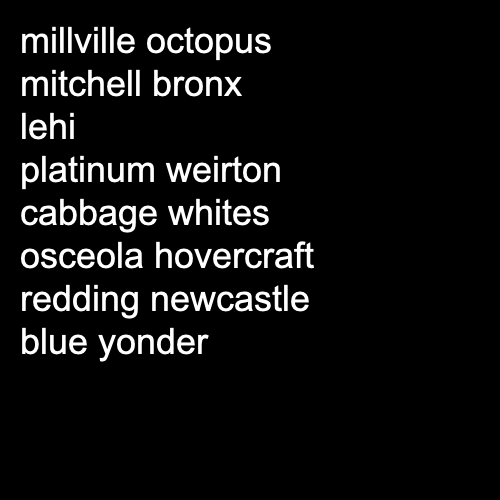 millville octopus
mitchell bronx
lehi
platinum weirton
cabbage whites
osceola hovercraft
redding newcastle
blue yonder